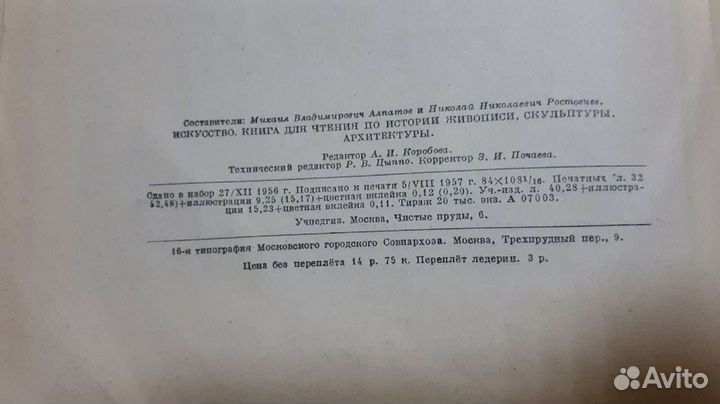 Составители: Михаил Владимирович Алпатов и Николай Николаевич Ростовцев.
ИСКУССТВО. КНИГА ДЛЯ ЧТЕНИЯ ПО ИСТОРИИ ЖИВОПИСИ, СКУЛЬПТУРЫ,
АРХИТЕКТУРЫ.
Редактор А. И. Коробова.
Технический редактор Р. В. Цыппо. Корректор З. И. Почаева.
Сдано в набор 27/XII 1956 г. Подписано к печати 5/VIII 1957 г. 84×108¹/₁₆. Печатных л. 32
52,48)+иллюстрации 9,25 (15,17)+цветная вклейка 0,12 (0,20). Уч.-изд. л. 40,28+иллюстра-
ции 15,23+цветная вклейка 0,11. Тираж 20 тыс. экз. А 07003.
Учпедгиз. Москва, Чистые пруды, 6.
16-я типография Московского городского Совнархоза. Москва, Трехпрудный пер., 9.
Цена без переплёта 14 р. 75 к. Переплёт ледерин. 3 р.
Avito